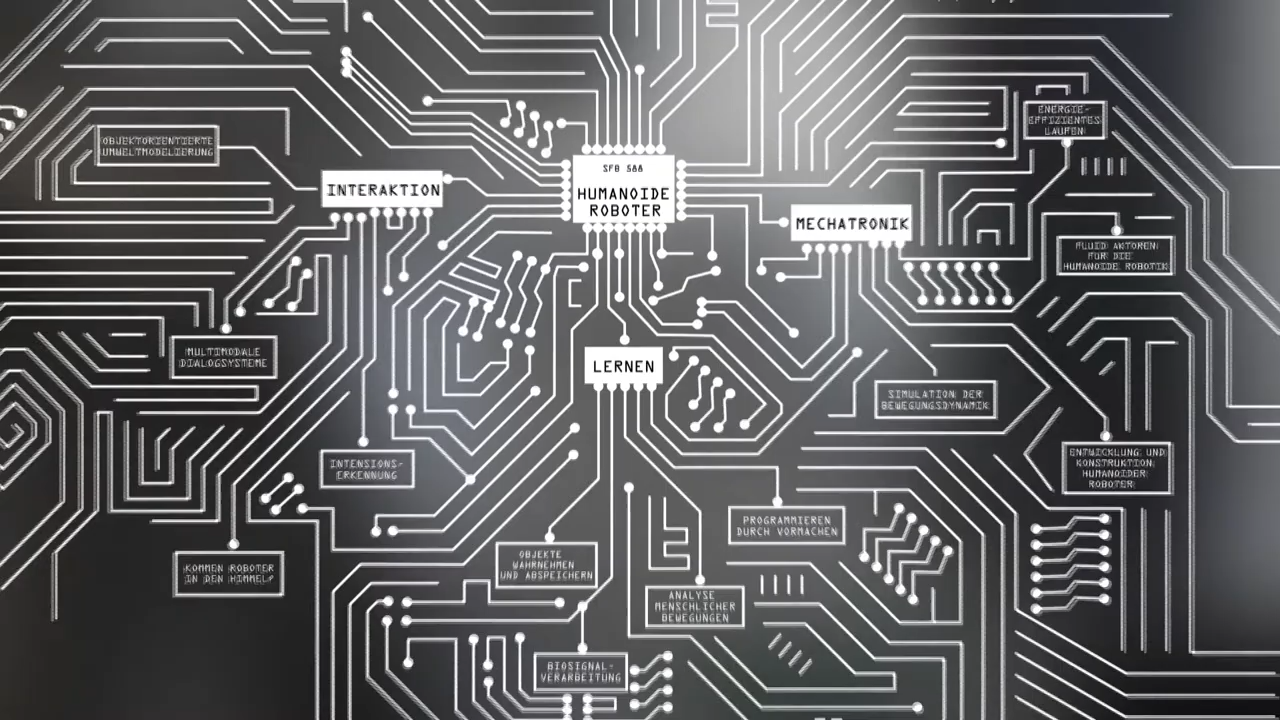 ENERGIE-
EFFIZIENTES
LAUFEN
OBJEKTORIENTIERTE
UMWELTMODELIERUNG
SFB 588
HUMANOIDE
ROBOTER
INTERAKTION
MECHATRONIK
FLUID AKTOREN
FÜR DIE
HUMANOIDE ROBOTIK
MULTIMODALE
DIALOGSYSTEME
LERNEN
SIMULATION DER
BEWEGUNGSDYNAMIK
INTENSIONS-
ERKENNUNG
ENTWICKLUNG UND
KONSTRUKTION
HUMANOIDER
ROBOTER
PROGRAMMIEREN
DURCH VORMACHEN
OBJEKTE
WAHRNEHMEN
UND ABSPEICHERN
KOMMEN ROBOTER
IN DEN HIMMEL?
ANALYSE
MENSCHLICHER
BEWEGUNGEN
BIOSIGNAL-
VERARBEITUNG